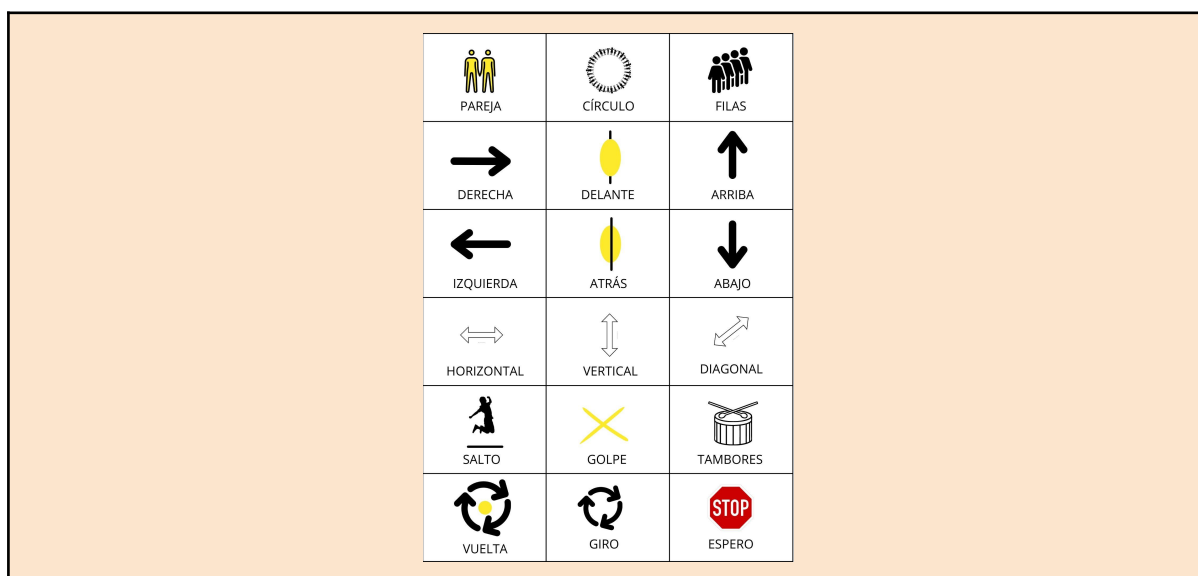 PAREJA
CÍRCULO
FILAS
DERECHA
DELANTE
ARRIBA
IZQUIERDA
ATRÁS
ABAJO
HORIZONTAL
VERTICAL
DIAGONAL
SALTO
GOLPE
TAMBORES
STOP
VUELTA
GIRO
ESPERO